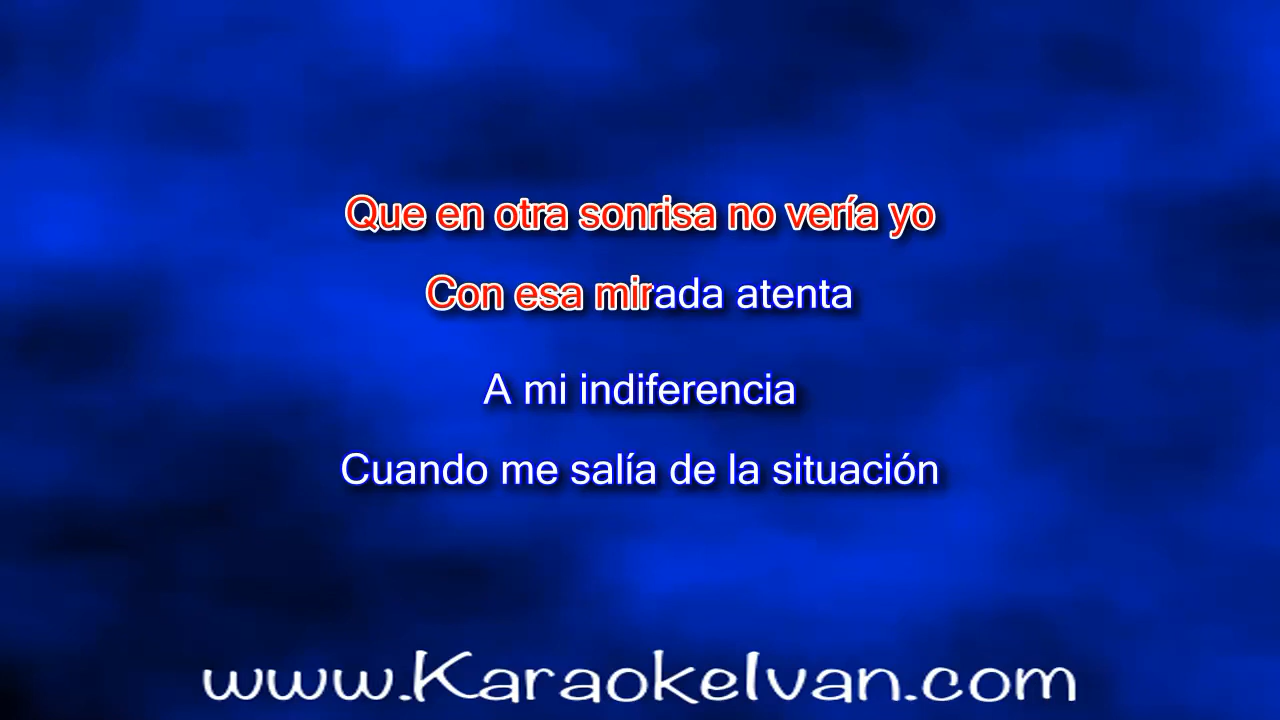 Que en otra sonrisa no vería yo
Con esa mirada atenta
A mi indiferencia
Cuando me salía de la situación
www.KaraokeIvan.com